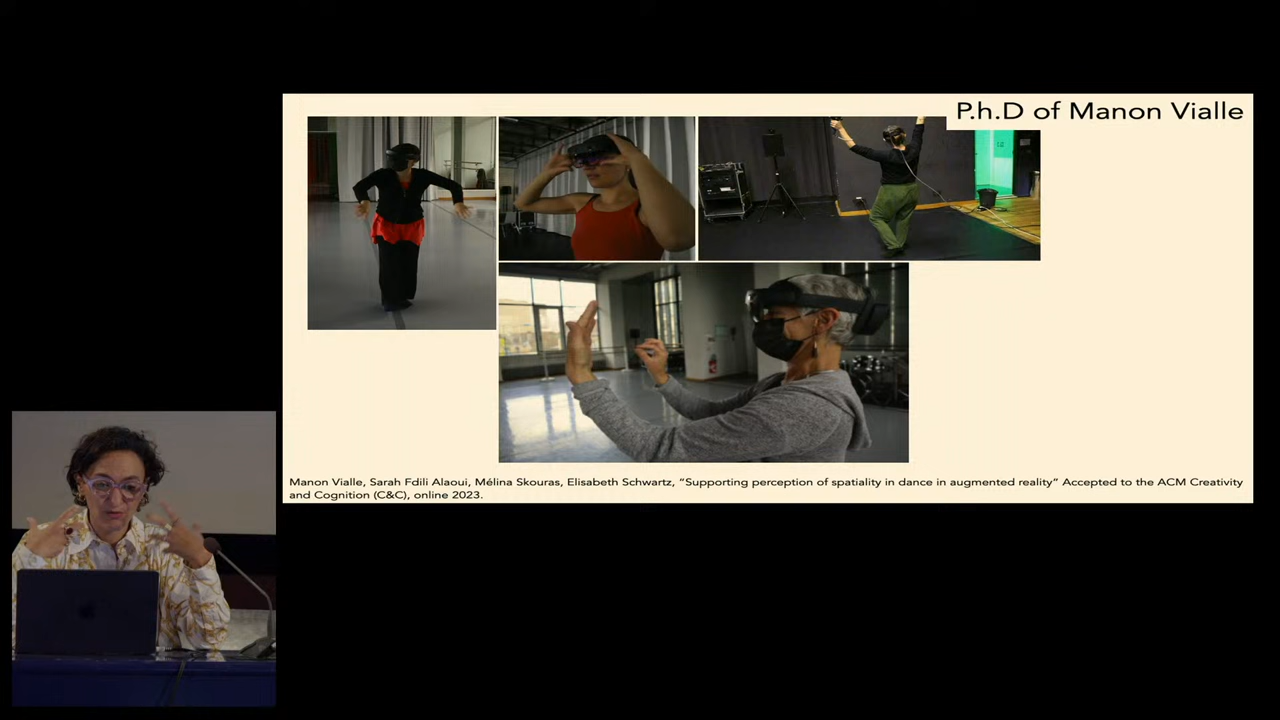 P.h.D of Manon Vialle
Manon Vialle, Sarah Fdili Alaoui, Mélina Skouras, Elisabeth Schwartz, “Supporting perception of spatiality in dance in augmented reality” Accepted to the ACM Creativity
and Cognition (C&C), online 2023.